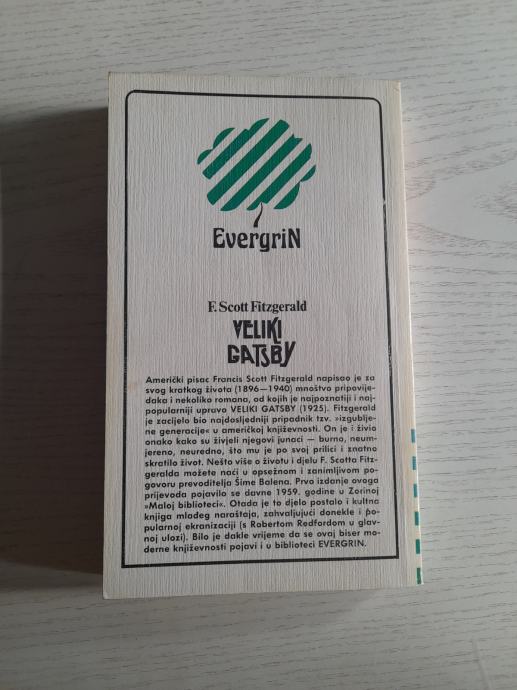 EvergriN
F. Scott Fitzgerald
VELIKI
GATSBY
Američki pisac Francis Scott Fitzgerald napisao je za
svog kratkog života (1896—1940) mnoštvo pripovije-
daka i nekoliko romana, od kojih je najpoznatiji i naj-
popularniji upravo VELIKI GATSBY (1925). Fitzgerald
je zacijelo bio najdosljedniji pripadnik tzv. »izgublje-
ne generacije« u američkoj književnosti. On je i živio
onako kako su živjeli njegovi junaci — burno, neum-
jereno, neuredno, što mu je po svoj prilici i znatno
skratilo život. Nešto više o životu i djelu F. Scotta Fitz-
geralda možete naći u opsežnom i zanimljivom po-
govoru prevoditelja Šime Balena. Prvo izdanje ovoga
prijevoda pojavilo se davne 1959. godine u Zorinoj
»Maloj biblioteci«. Otada je to djelo postalo i kultna
knjiga mlađeg naraštaja, zahvaljujući donekle i po-
pularnoj ekranizaciji (s Robertom Redfordom u glav-
noj ulozi). Bilo je dakle vrijeme da se ovaj biser mo-
derne književnosti pojavi i u biblioteci EVERGRIN.